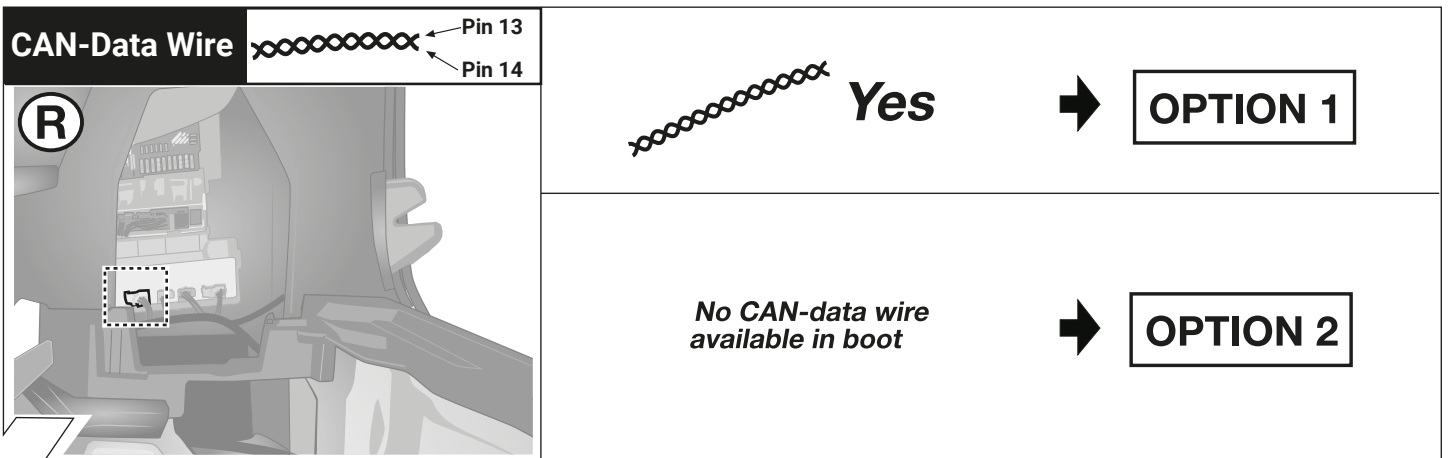 CAN-Data Wire
Pin 13
Pin 14
R
Yes
OPTION 1
No CAN-data wire
available in boot
OPTION 2